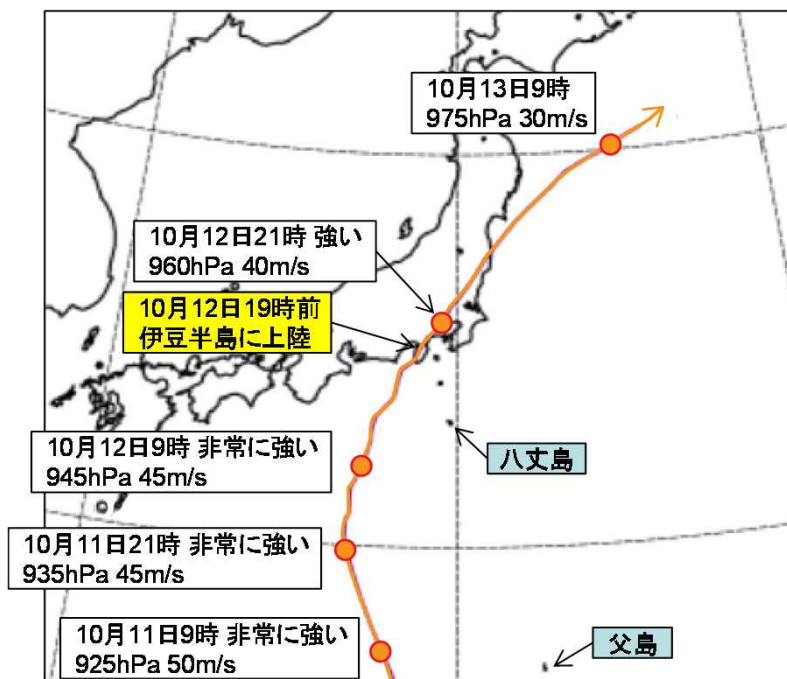 10月13日9時
975hPa 30m/s
10月12日21時 強い
960hPa 40m/s
10月12日19時前
伊豆半島に上陸
10月12日9時 非常に強い
945hPa 45m/s
八丈島
10月11日21時 非常に強い
935hPa 45m/s
10月11日9時 非常に強い
925hPa 50m/s
父島